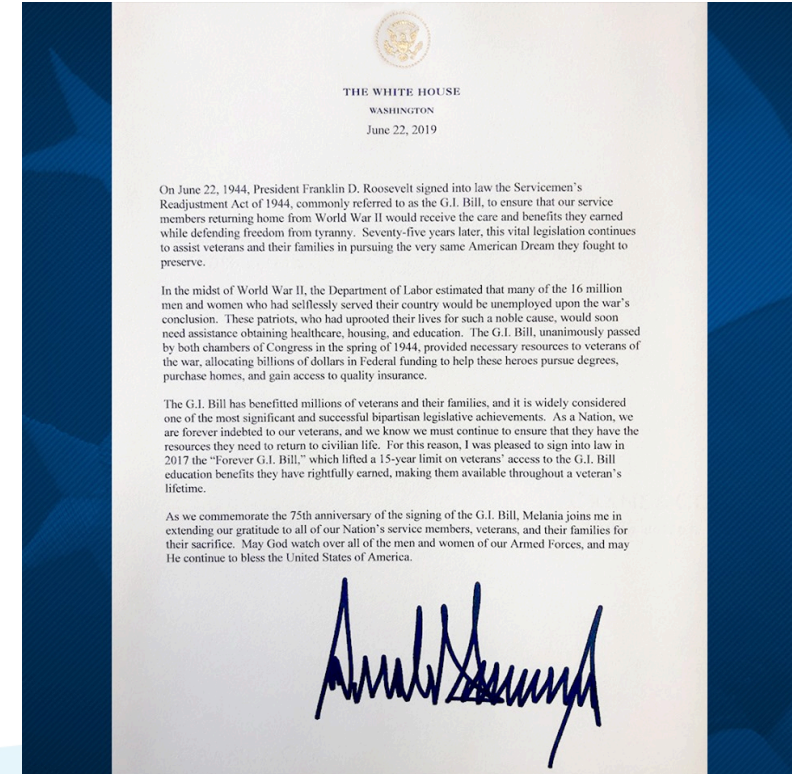 THE WHITE HOUSE
WASHINGTON
June 22, 2019
On June 22, 1944, President Franklin D. Roosevelt signed into law the Servicemen's
Readjustment Act of 1944, commonly referred to as the G.I. Bill, to ensure that our service
members returning home from World War II would receive the care and benefits they earned
while defending freedom from tyranny. Seventy-five years later, this vital legislation continues
to assist veterans and their families in pursuing the very same American Dream they fought to
preserve.
In the midst of World War II, the Department of Labor estimated that many of the 16 million
men and women who had selflessly served their country would be unemployed upon the war's
conclusion. These patriots, who had uprooted their lives for such a noble cause, would soon
need assistance obtaining healthcare, housing, and education. The G.I. Bill, unanimously passed
by both chambers of Congress in the spring of 1944, provided necessary resources to veterans of
the war, allocating billions of dollars in Federal funding to help these heroes pursue degrees,
purchase homes, and gain access to quality insurance.
The G.I. Bill has benefitted millions of veterans and their families, and it is widely considered
one of the most significant and successful bipartisan legislative achievements. As a Nation, we
are forever indebted to our veterans, and we know we must continue to ensure that they have the
resources they need to return to civilian life. For this reason, I was pleased to sign into law in
2017 the “Forever G.I. Bill,” which lifted a 15-year limit on veterans' access to the G.I. Bill
education benefits they have rightfully earned, making them available throughout a veteran's
lifetime.
As we commemorate the 75th anniversary of the signing of the G.I. Bill, Melania joins me in
extending our gratitude to all of our Nation's service members, veterans, and their families for
their sacrifice. May God watch over all of the men and women of our Armed Forces, and may
He continue to bless the United States of America.